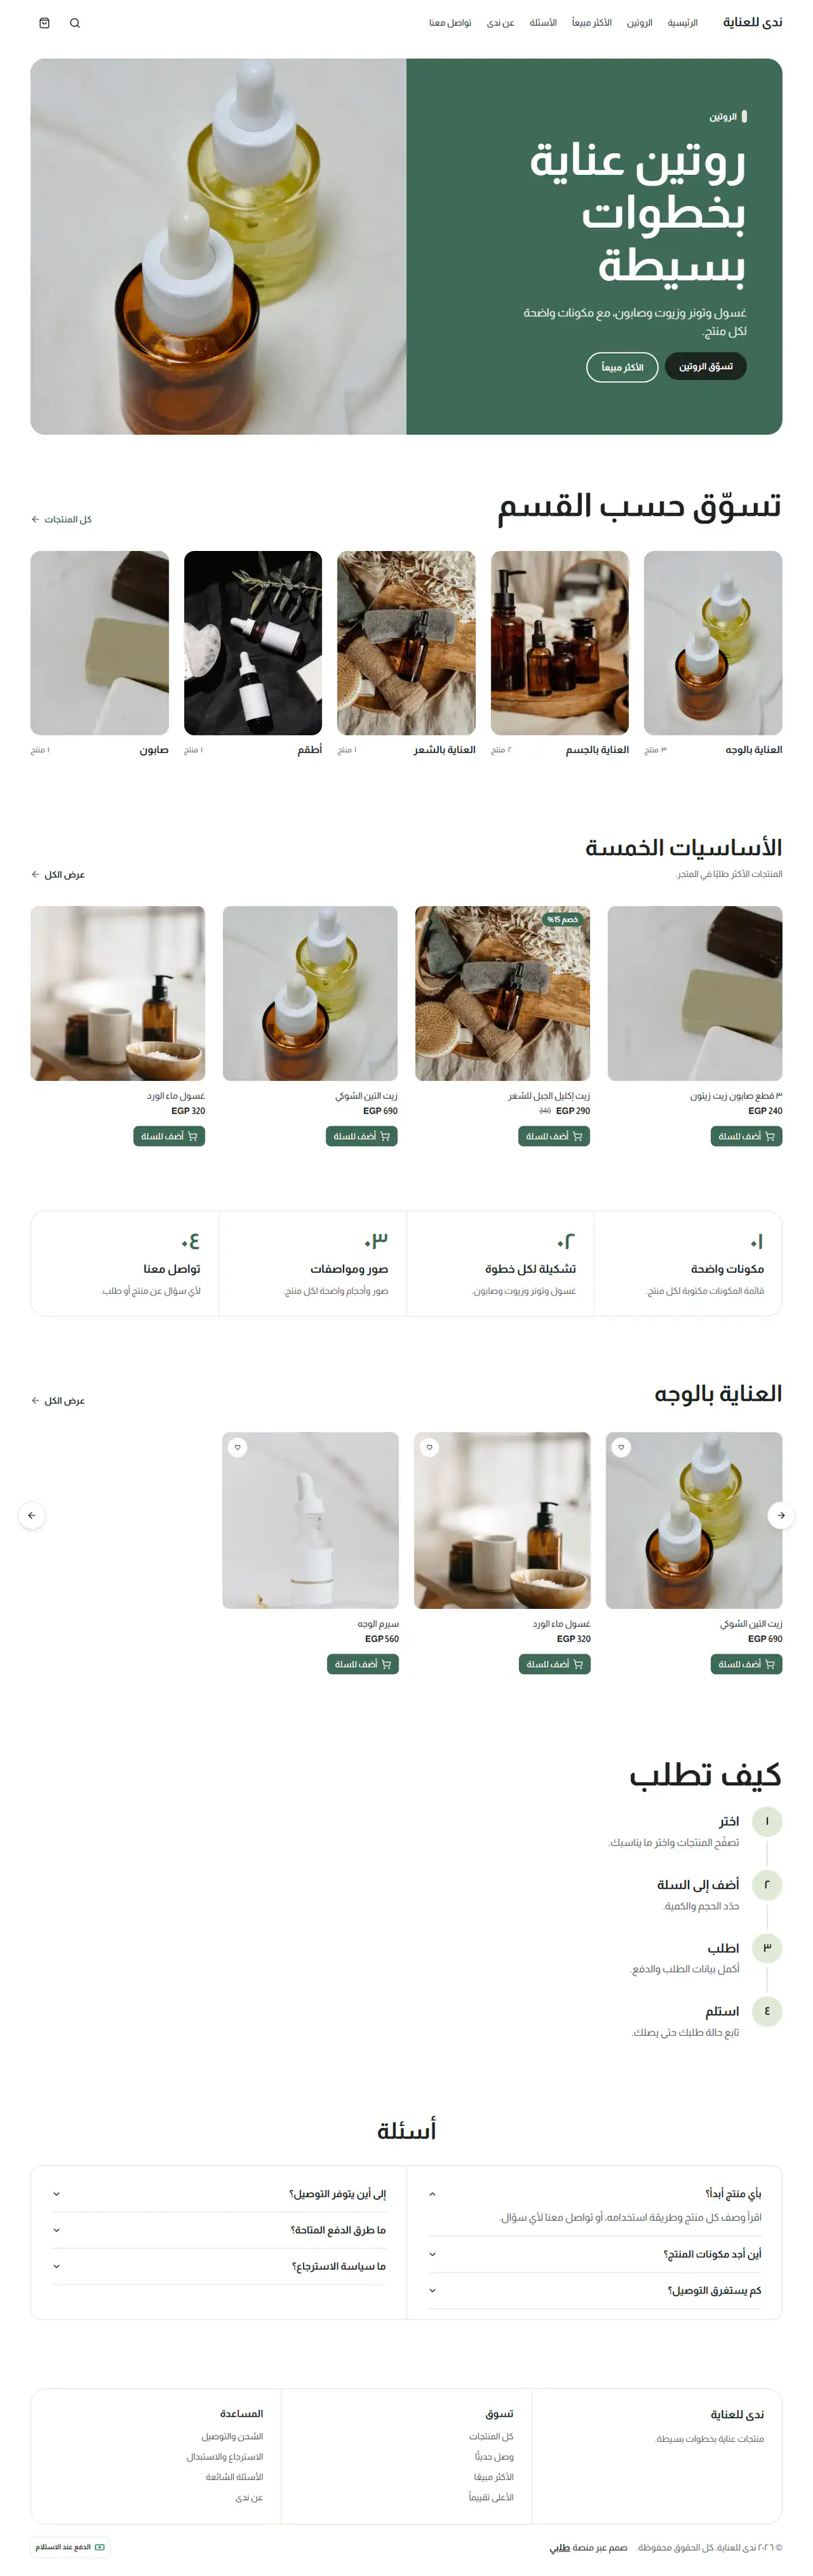 ندى للعناية
الرئيسية
الروتين
الأكثر مبيعاً
الأسئلة
عن ندى
تواصل معنا
الروتين
روتين عناية
بخطوات
بسيطة
غسول وتونر وزيوت وصابون، مع مكونات واضحة
لكل منتج.
تسوّق الروتين
الأكثر مبيعاً
تسوّق حسب القسم
كل المنتجات
العناية بالوجه
٣ منتج
العناية بالجسم
٢ منتج
العناية بالشعر
١ منتج
أطقم
١ منتج
صابون
١ منتج
الأساسيات الخمسة
المنتجات الأكثر طلبًا في المتجر.
عرض الكل
٣ قطع صابون زيت زيتون
EGP 240
أضف للسلة
خصم 15%
زيت إكليل الجبل للشعر
EGP 290 340
أضف للسلة
زيت التين الشوكي
EGP 690
أضف للسلة
غسول ماء الورد
EGP 320
أضف للسلة
٠١
مكونات واضحة
قائمة المكونات مكتوبة لكل منتج.
٠٢
تشكيلة لكل خطوة
غسول وتونر وزيوت وصابون.
٠٣
صور ومواصفات
صور وأحجام واضحة لكل منتج.
٠٤
تواصل معنا
لأي سؤال عن منتج أو طلب.
العناية بالوجه
عرض الكل
زيت التين الشوكي
EGP 690
أضف للسلة
غسول ماء الورد
EGP 320
أضف للسلة
سيرم الوجه
EGP 560
أضف للسلة
كيف تطلب
١
اختر
تصفّح المنتجات واختر ما يناسبك.
٢
أضف إلى السلة
حدّد الحجم والكمية.
٣
اطلب
أكمل بيانات الطلب والدفع.
٤
استلم
تابع حالة طلبك حتى يصلك.
أسئلة
بأي منتج أبدأ؟
اقرأ وصف كل منتج وطريقة استخدامه، أو تواصل معنا لأي سؤال.
أين أجد مكونات المنتج؟
كم يستغرق التوصيل؟
إلى أين يتوفر التوصيل؟
ما طرق الدفع المتاحة؟
ما سياسة الاسترجاع؟
ندى للعناية
منتجات عناية بخطوات بسيطة.
تسوق
كل المنتجات
وصل حديثًا
الأكثر مبيعًا
الأعلى تقييماً
المساعدة
الشحن والتوصيل
الاسترجاع والاستبدال
الأسئلة الشائعة
عن ندى
© ٢٠٢٦ ندى للعناية. كل الحقوق محفوظة.
صمم عبر منصة طلبي
الدفع عند الاستلام